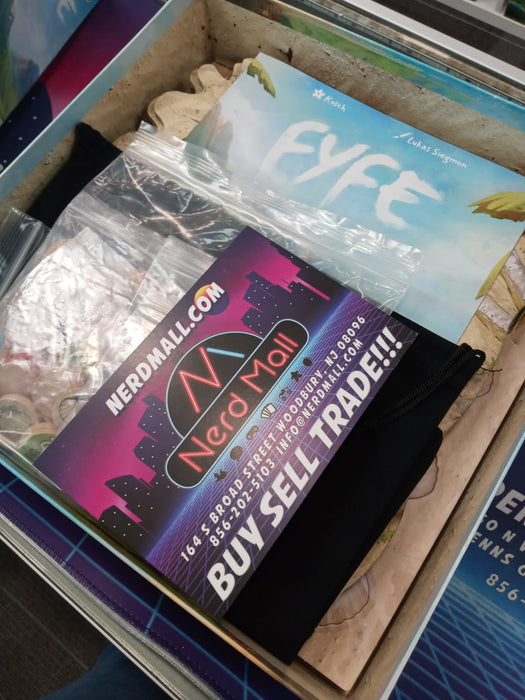 Kosch
Lukas Siegmon
FYFE
NERDMALL.COM
N
Nerd Mall
164 S BROAD STREET WOODBURY, NJ 08096
856-202-5103 INFO@NERDMALL.COM
BUY SELL TRADE!!!
856-